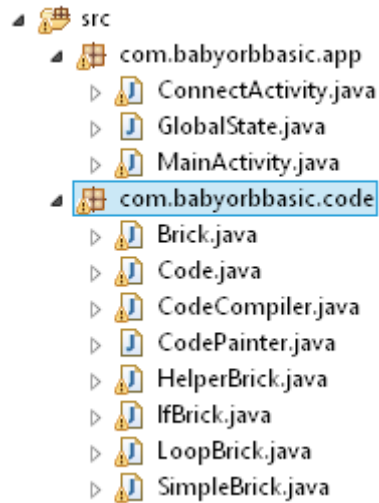 src
com.babyorbbasic.app
ConnectActivity.java
GlobalState.java
MainActivity.java
com.babyorbbasic.code
Brick.java
Code.java
CodeCompiler.java
CodePainter.java
HelperBrick.java
IfBrick.java
LoopBrick.java
SimpleBrick.java